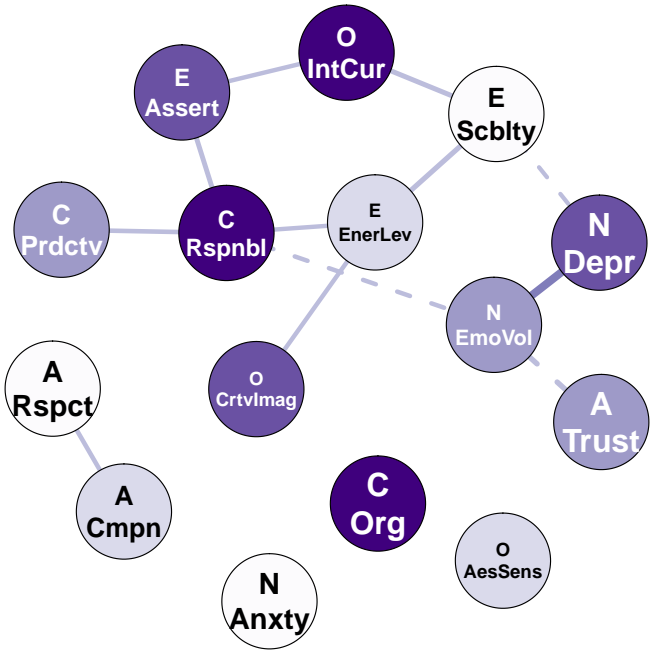 O
IntCur
E
Assert
E
Scblty
C
Prdctv
C
Rspnbl
E
EnerLev
N
Depr
N
EmoVol
O
CrtvImag
A
Rspct
A
Trust
A
Cmpn
C
Org
O
AesSens
N
Anxty